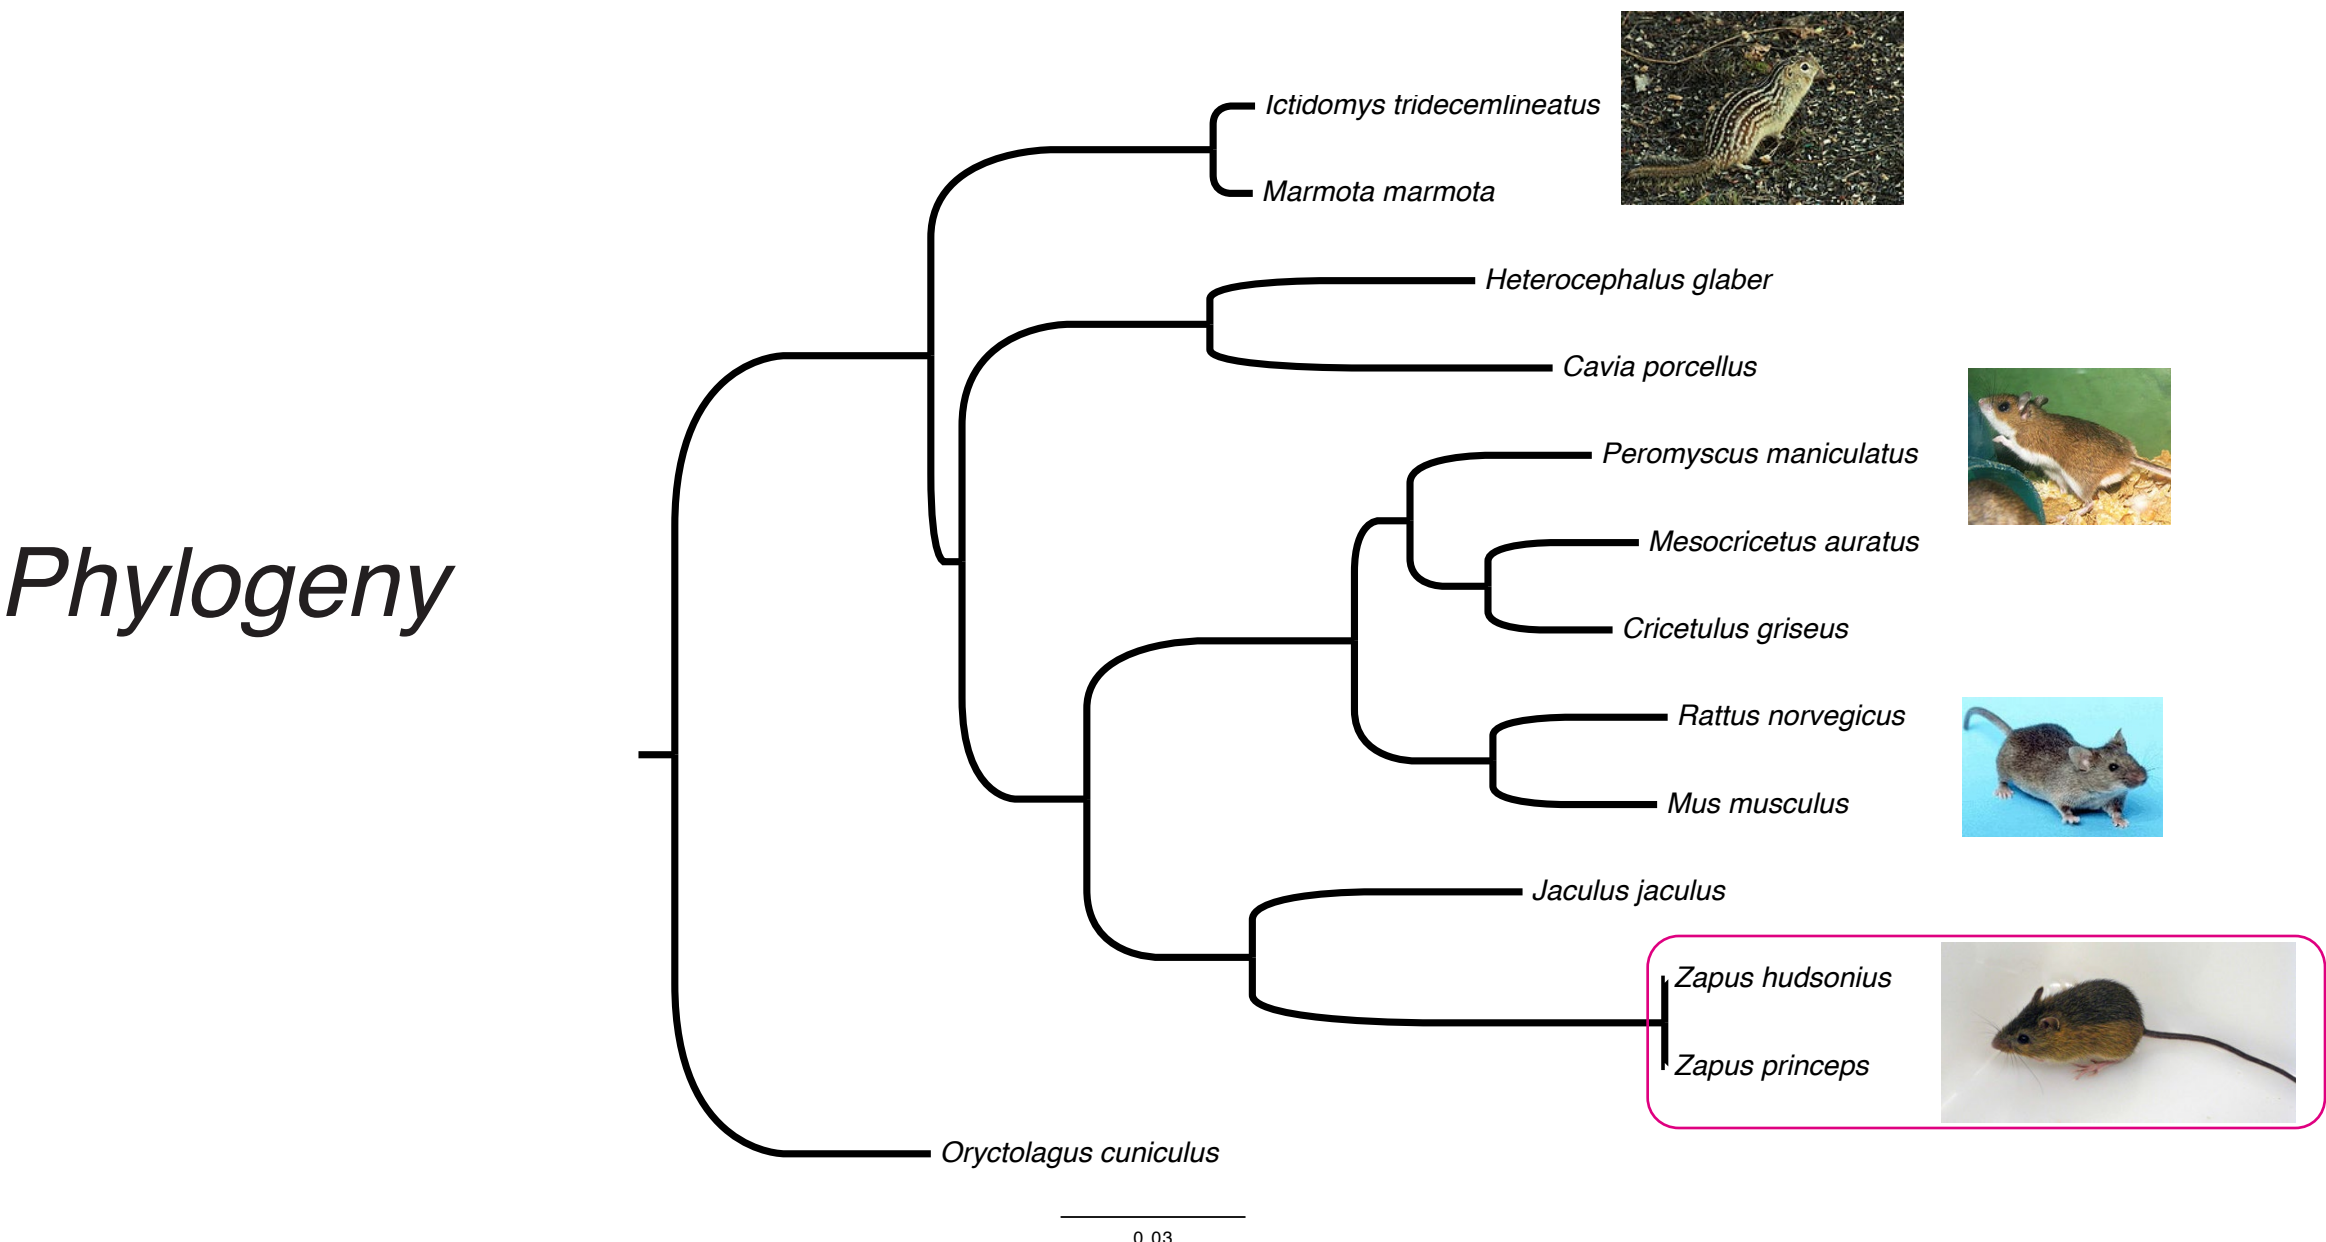 Ictidomys tridecemlineatus
Marmota marmota
Heterocephalus glaber
Cavia porcellus
Peromyscus maniculatus
Mesocricetus auratus
Phylogeny
Cricetulus griseus
Rattus norvegicus
Mus musculus
Jaculus jaculus
Zapus hudsonius
Zapus princeps
Oryctolagus cuniculus
0.03